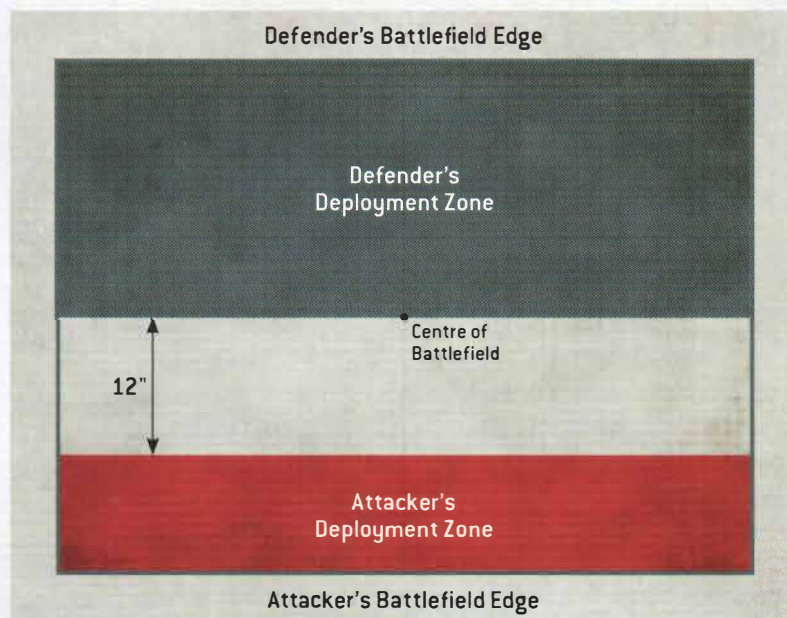 Defender's Battlefield Edge
Defender's
Deployment Zone
Centre of
Battlefield
12"
Attacker's
Deployment Zone
Attacker's Battlefield Edge